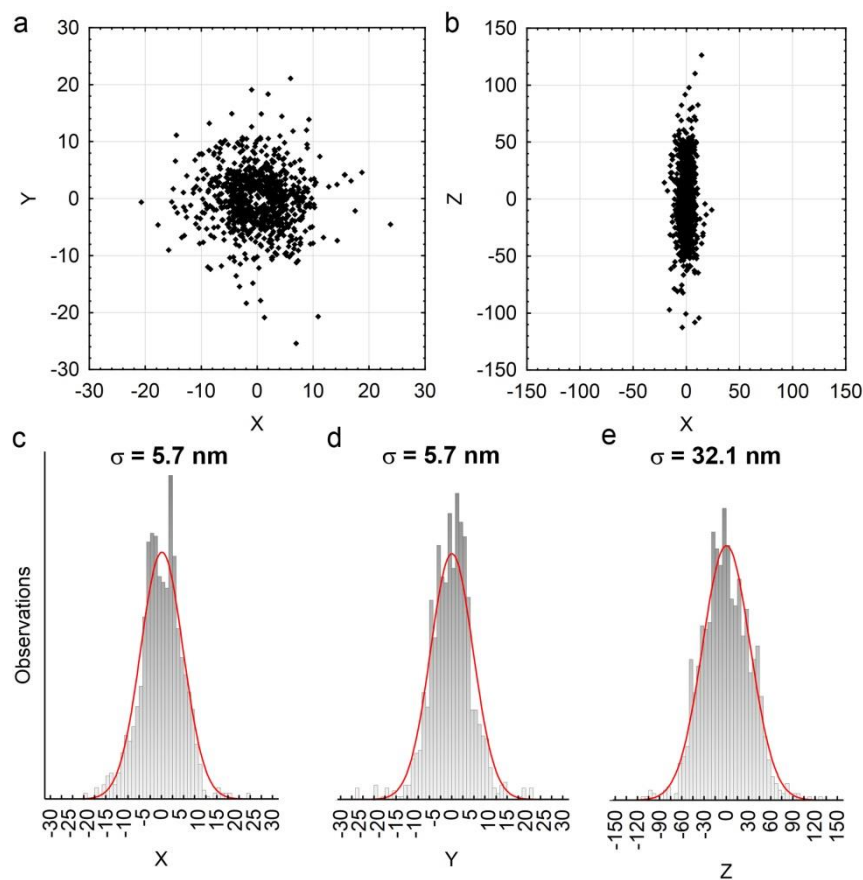 a
b
30
20
10
0
-10
-20
-30
Y
-30 -20 -10 0 10 20 30
X
150
100
50
0
-50
-100
-150
Z
-150 -100 -50 0 50 100 150
X
c
d
e
σ = 5.7 nm
σ = 5.7 nm
σ = 32.1 nm
Observations
-30 -25 -20 -15 -10 -5 0 5 10 15 20 25 30
X
-30 -25 -20 -15 -10 -5 0 5 10 15 20 25 30
Y
-150 -120 -90 -60 -30 0 30 60 90 120 150
Z